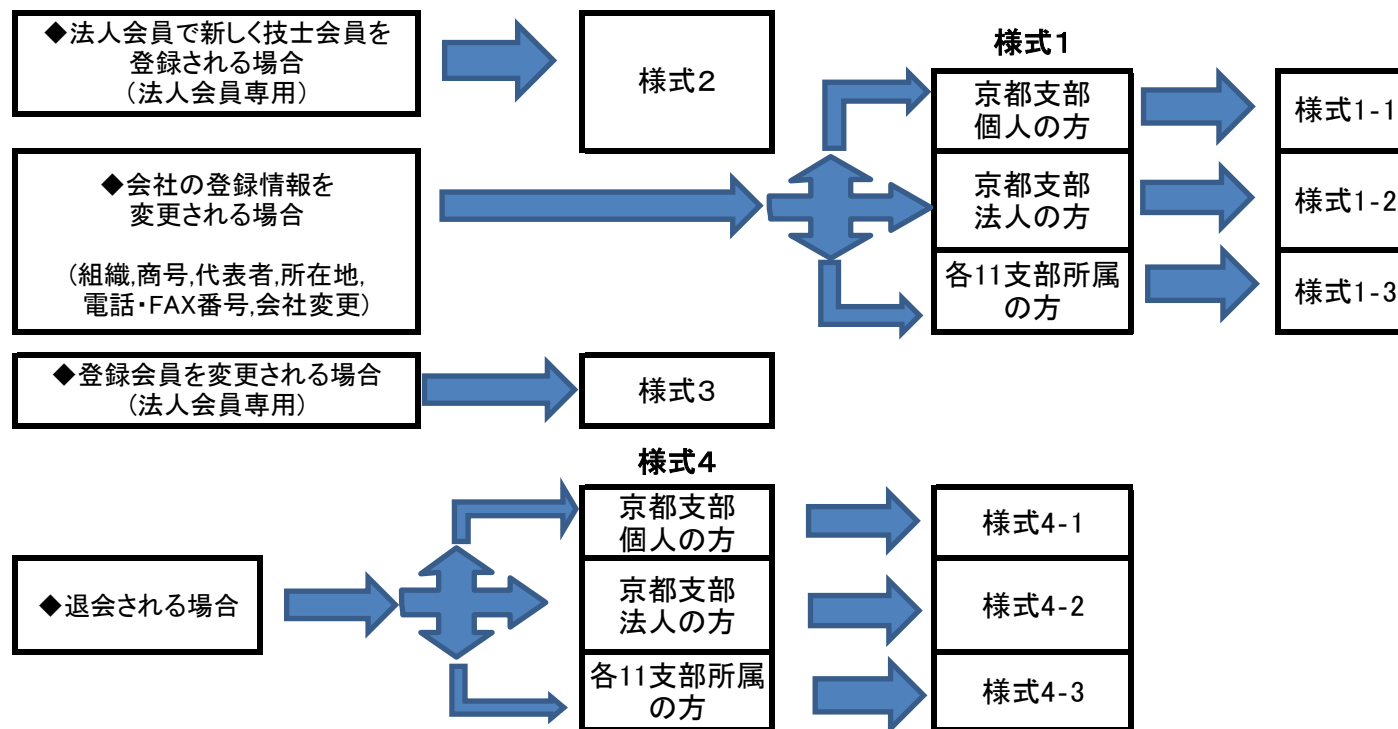 ◆法人会員で新しく技士会員を
登録される場合
(法人会員専用)
様式2
◆会社の登録情報を
変更される場合
(組織,商号,代表者,所在地,
電話・FAX番号,会社変更)
様式1
京都支部
個人の方
様式1-1
京都支部
法人の方
様式1-2
各11支部所属
の方
様式1-3
◆登録会員を変更される場合
(法人会員専用)
様式3
様式4
◆退会される場合
京都支部
個人の方
様式4-1
京都支部
法人の方
様式4-2
各11支部所属
の方
様式4-3